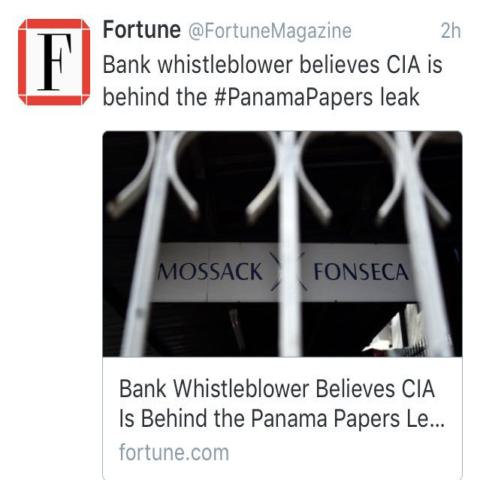 F
Fortune @FortuneMagazine 2h
Bank whistleblower believes CIA is
behind the #PanamaPapers leak
MOSSACK FONSECA
Bank Whistleblower Believes CIA
Is Behind the Panama Papers Le...
fortune.com